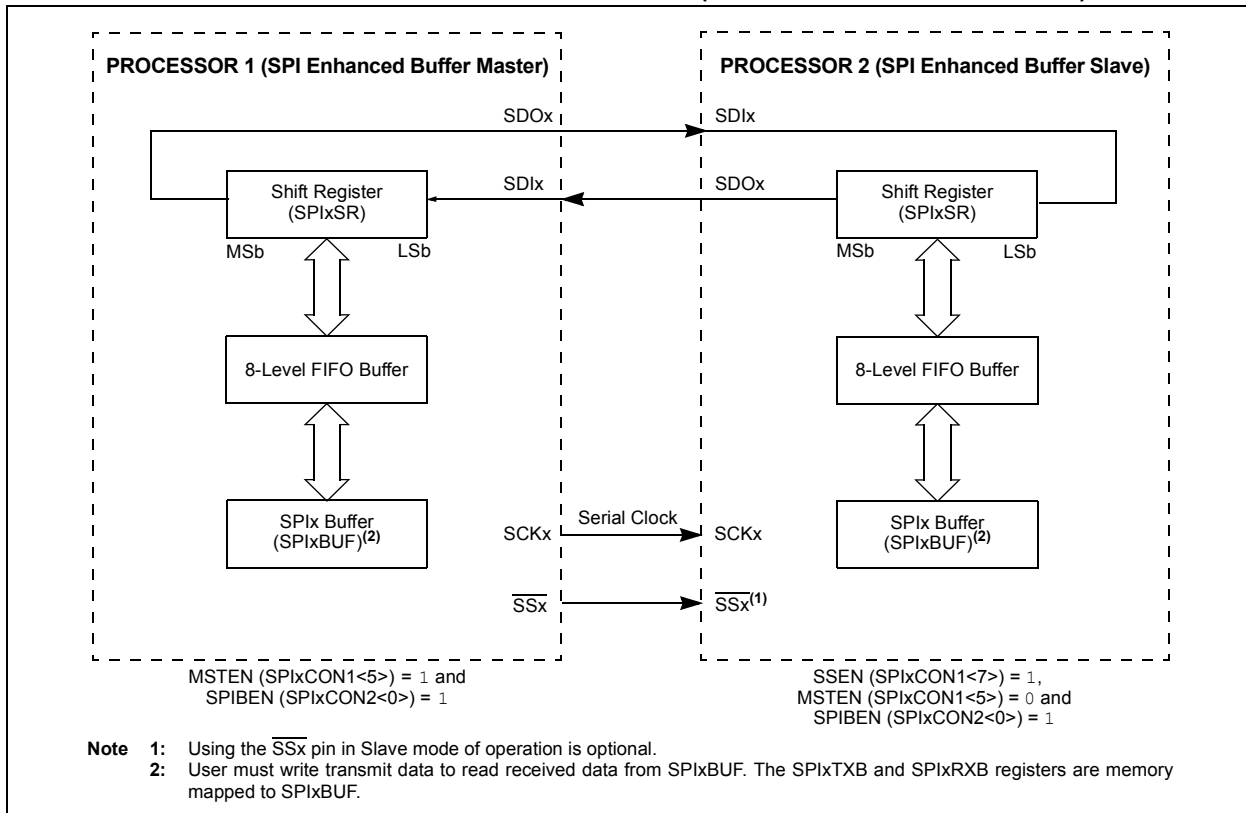 PROCESSOR 1 (SPI Enhanced Buffer Master)
PROCESSOR 2 (SPI Enhanced Buffer Slave)
SDOx
SDIx
Shift Register
(SPIxSR)
SDIx
SDOx
Shift Register
(SPIxSR)
MSb
LSb
MSb
LSb
8-Level FIFO Buffer
8-Level FIFO Buffer
SPIx Buffer
(SPIxBUF)(2)
SCKx
Serial Clock
SCKx
SPIx Buffer
(SPIxBUF)(2)
SSx
SSx(1)
MSTEN (SPIxCON1<5>) = 1 and
SPIBEN (SPIxCON2<0>) = 1
SSEN (SPIxCON1<7>) = 1,
MSTEN (SPIxCON1<5>) = 0 and
SPIBEN (SPIxCON2<0>) = 1
Note 1: Using the SSx pin in Slave mode of operation is optional.
2: User must write transmit data to read received data from SPIxBUF. The SPIxTXB and SPIxRXB registers are memory
mapped to SPIxBUF.